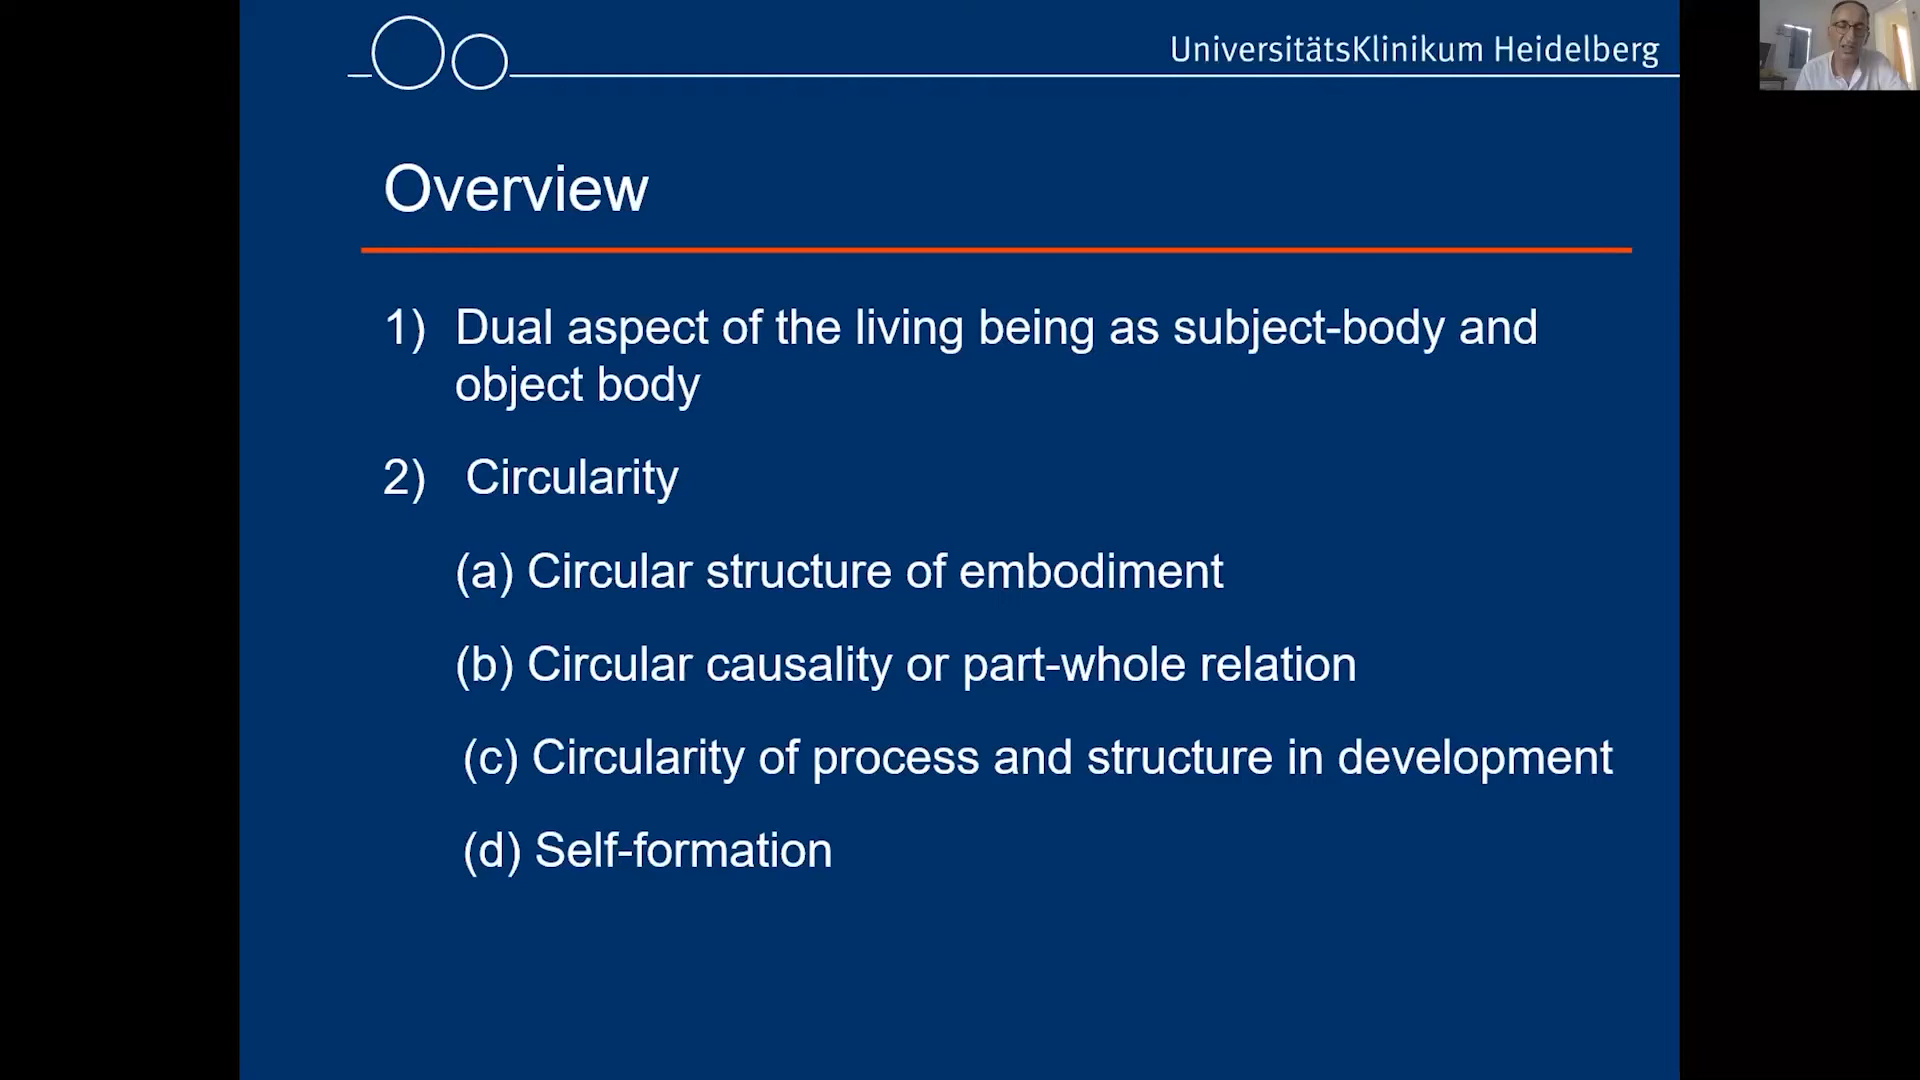 UniversitätsKlinikum Heidelberg
Overview
1) Dual aspect of the living being as subject-body and
object body
2) Circularity
(a) Circular structure of embodiment
(b) Circular causality or part-whole relation
(c) Circularity of process and structure in development
(d) Self-formation